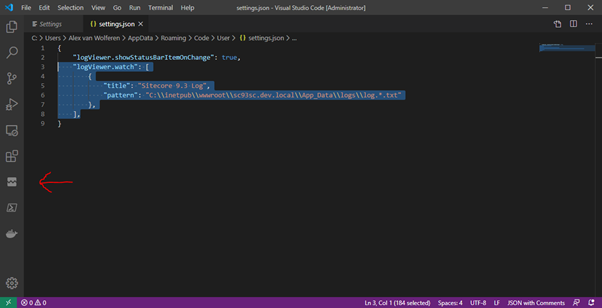 File Edit Selection View Go Run Terminal Help
settings.json - Visual Studio Code [Administrator]
Settings
settings.json
C: > Users > Alex van Wolferen > AppData > Roaming > Code > User > settings.json > ...
1 {
2 "logViewer.showStatusBarItemOnChange": true,
3 "logViewer.watch": [
4 {
5 "title": "Sitecore 9.3 Log",
6 "pattern": "C:\\inetpub\\wwwroot\\sc93sc.dev.local\\App_Data\\logs\\log.*.txt"
7 },
8 ],
9 }
0 0 Ln 3, Col 1 (184 selected) Spaces: 4 UTF-8 LF JSON with Comments